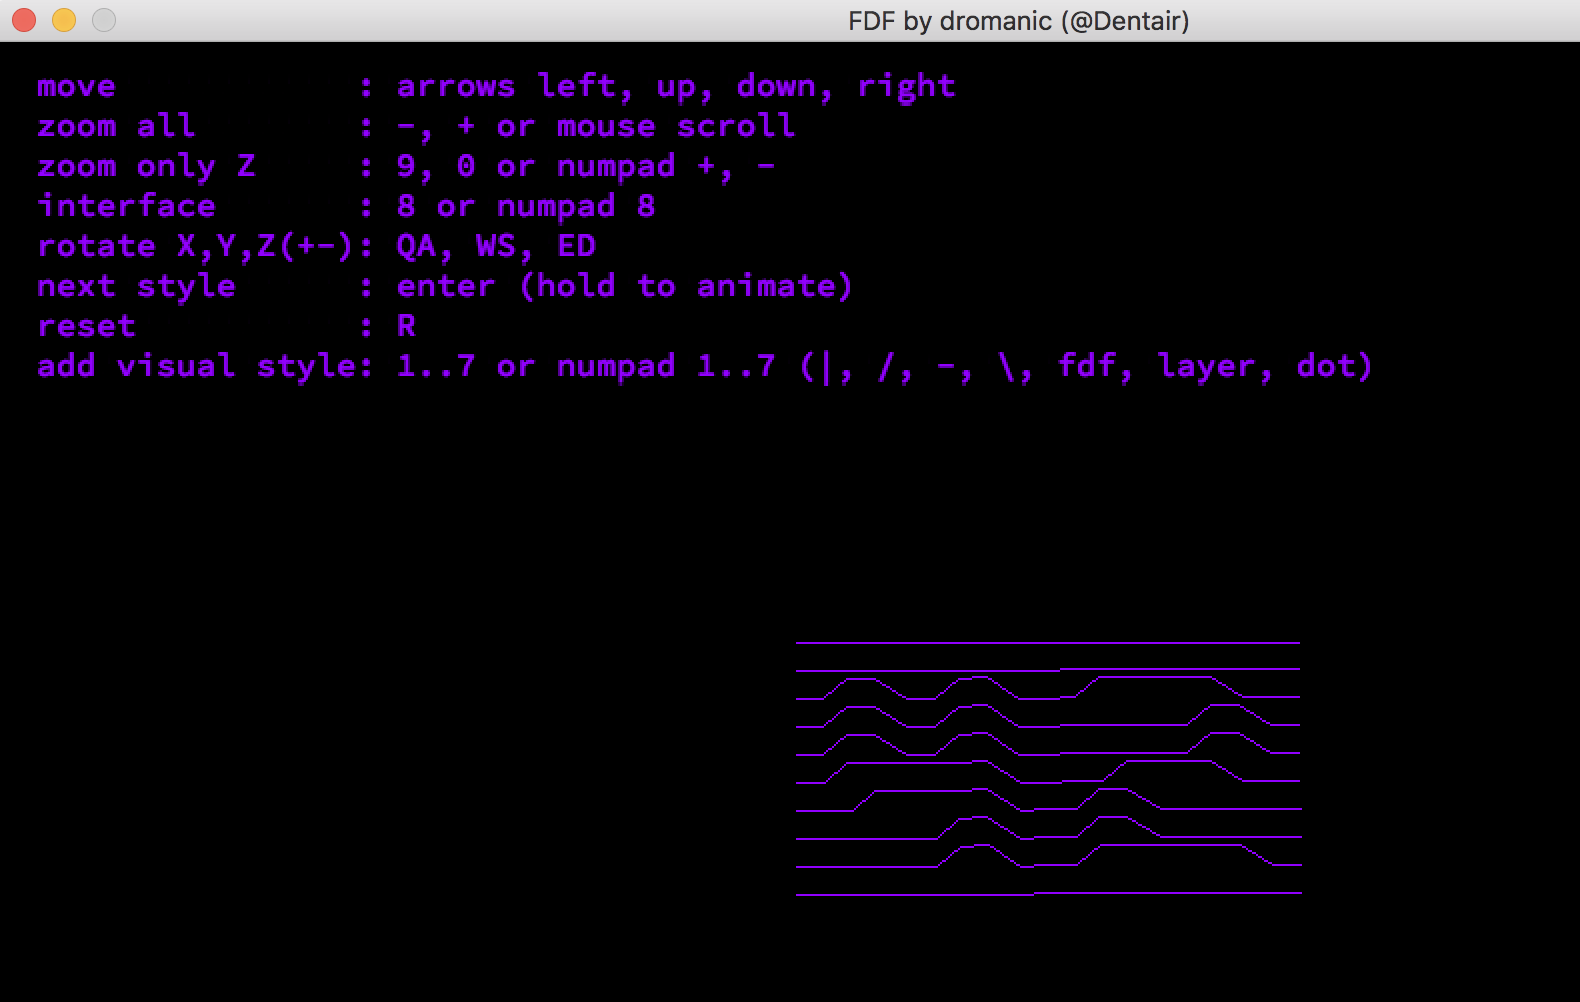 FDF by dromanic (@Dentair)
move : arrows left, up, down, right
zoom all : -, + or mouse scroll
zoom only Z : 9, 0 or numpad +, -
interface : 8 or numpad 8
rotate X,Y,Z(+-): QA, WS, ED
next style : enter (hold to animate)
reset : R
add visual style: 1..7 or numpad 1..7 (|, /, -, \, fdf, layer, dot)
42